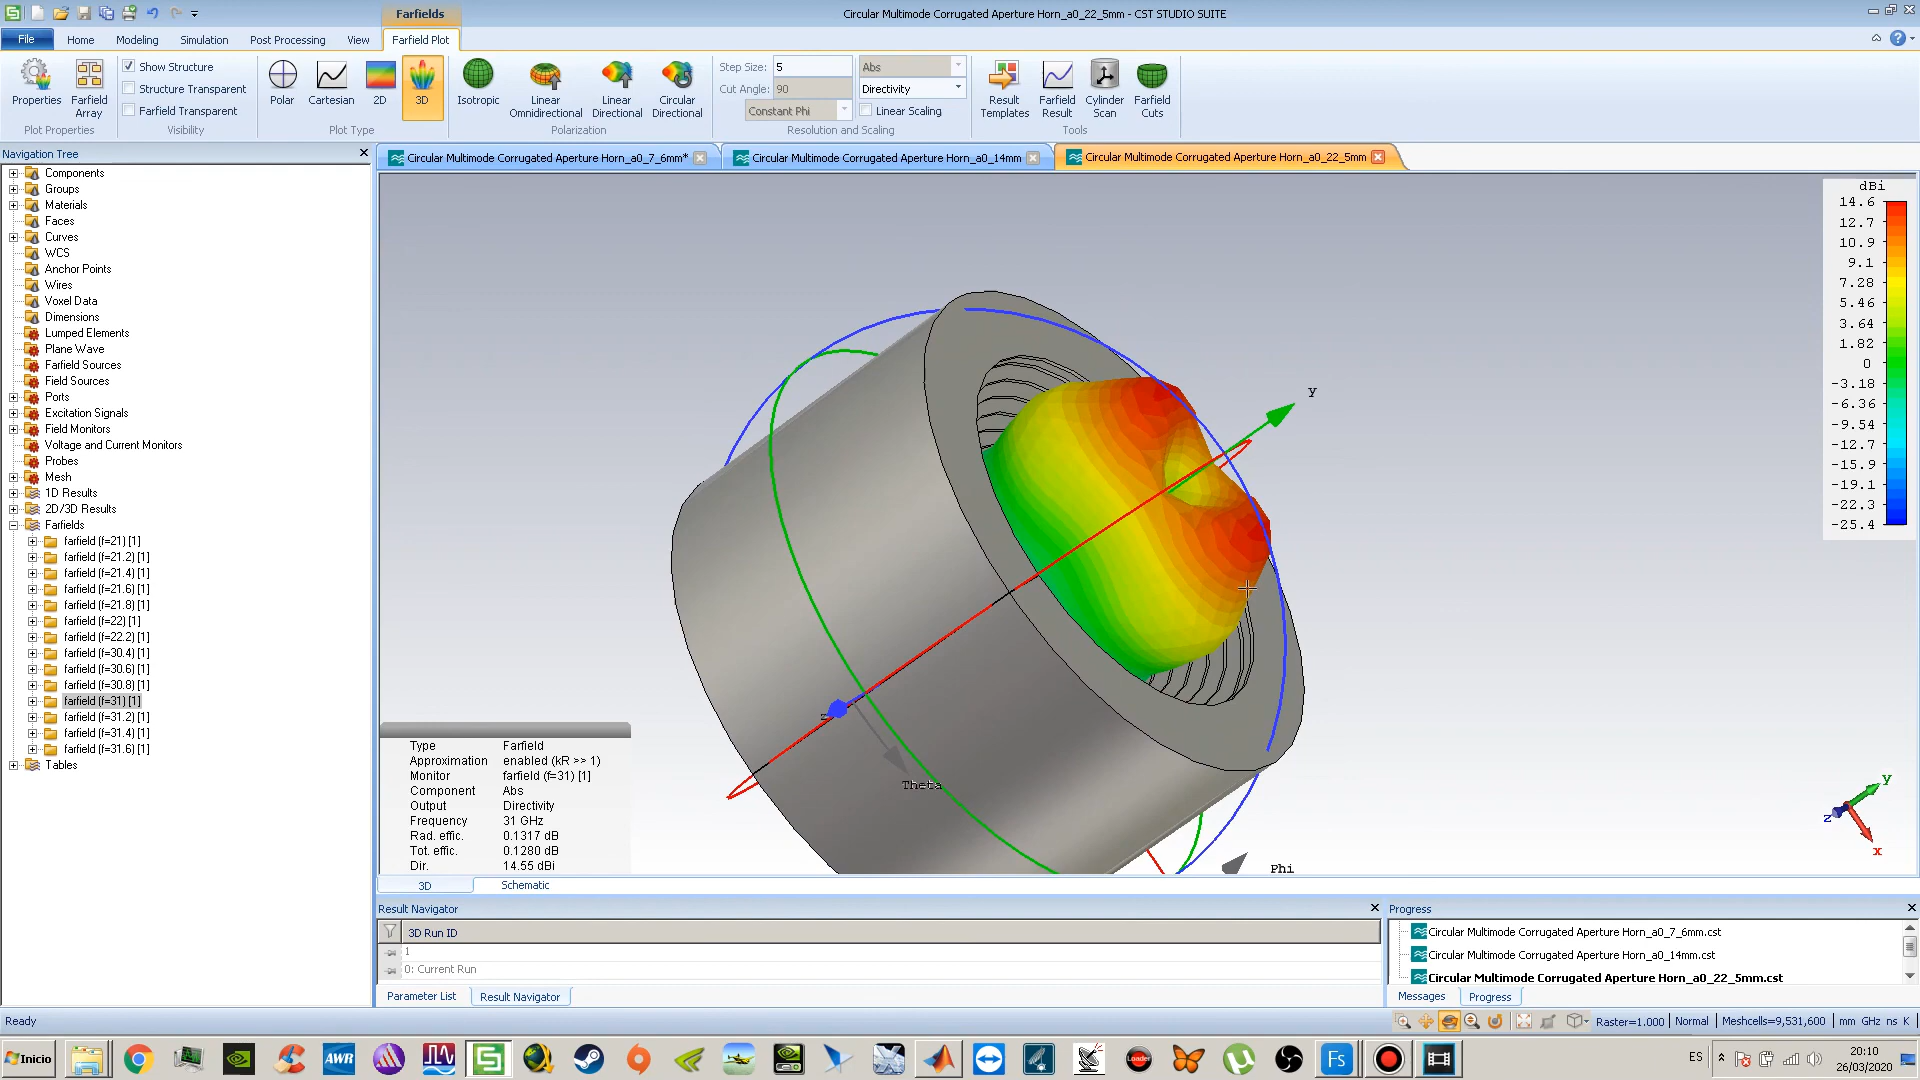 Circular Multimode Corrugated Aperture Horn_a0_22_5mm - CST STUDIO SUITE
Farfields
File
Home
Modeling
Simulation
Post Processing
View
Farfield Plot
Properties
Farfield Array
Plot Properties
Show Structure
Structure Transparent
Farfield Transparent
Visibility
Polar
Cartesian
2D
3D
Plot Type
Isotropic
Linear Omnidirectional
Linear Directional
Circular Directional
Polarization
Step Size: 5
Cut Angle: 90
Constant Phi
Abs
Directivity
Linear Scaling
Resolution and Scaling
Result Templates
Farfield Result
Cylinder Scan
Farfield Cuts
Tools
Navigation Tree
Circular Multimode Corrugated Aperture Horn_a0_7_6mm*
Circular Multimode Corrugated Aperture Horn_a0_14mm
Circular Multimode Corrugated Aperture Horn_a0_22_5mm
Components
Groups
Materials
Faces
Curves
WCS
Anchor Points
Wires
Voxel Data
Dimensions
Lumped Elements
Plane Wave
Farfield Sources
Field Sources
Ports
Excitation Signals
Field Monitors
Voltage and Current Monitors
Probes
Mesh
1D Results
2D/3D Results
Farfields
farfield (f=21) [1]
farfield (f=21.2) [1]
farfield (f=21.4) [1]
farfield (f=21.6) [1]
farfield (f=21.8) [1]
farfield (f=22) [1]
farfield (f=22.2) [1]
farfield (f=30.4) [1]
farfield (f=30.6) [1]
farfield (f=30.8) [1]
farfield (f=31) [1]
farfield (f=31.2) [1]
farfield (f=31.4) [1]
farfield (f=31.6) [1]
Tables
dBi
14.6
12.7
10.9
9.1
7.28
5.46
3.64
1.82
0
-3.18
-6.36
-9.54
-12.7
-15.9
-19.1
-22.3
-25.4
y
z
Theta
Phi
y
z
x
Type Farfield
Approximation enabled (kR >> 1)
Monitor farfield (f=31) [1]
Component Abs
Output Directivity
Frequency 31 GHz
Rad. effic. 0.1317 dB
Tot. effic. 0.1280 dB
Dir. 14.55 dBi
3D
Schematic
Result Navigator
3D Run ID
1
0: Current Run
Parameter List
Result Navigator
Progress
Circular Multimode Corrugated Aperture Horn_a0_7_6mm.cst
Circular Multimode Corrugated Aperture Horn_a0_14mm.cst
Circular Multimode Corrugated Aperture Horn_a0_22_5mm.cst
Messages
Progress
Ready
Raster=1.000
Normal
Meshcells=9,531,600
mm GHz ns K
Inicio
AWR
Loader
Fs
ES
20:10
26/03/2020